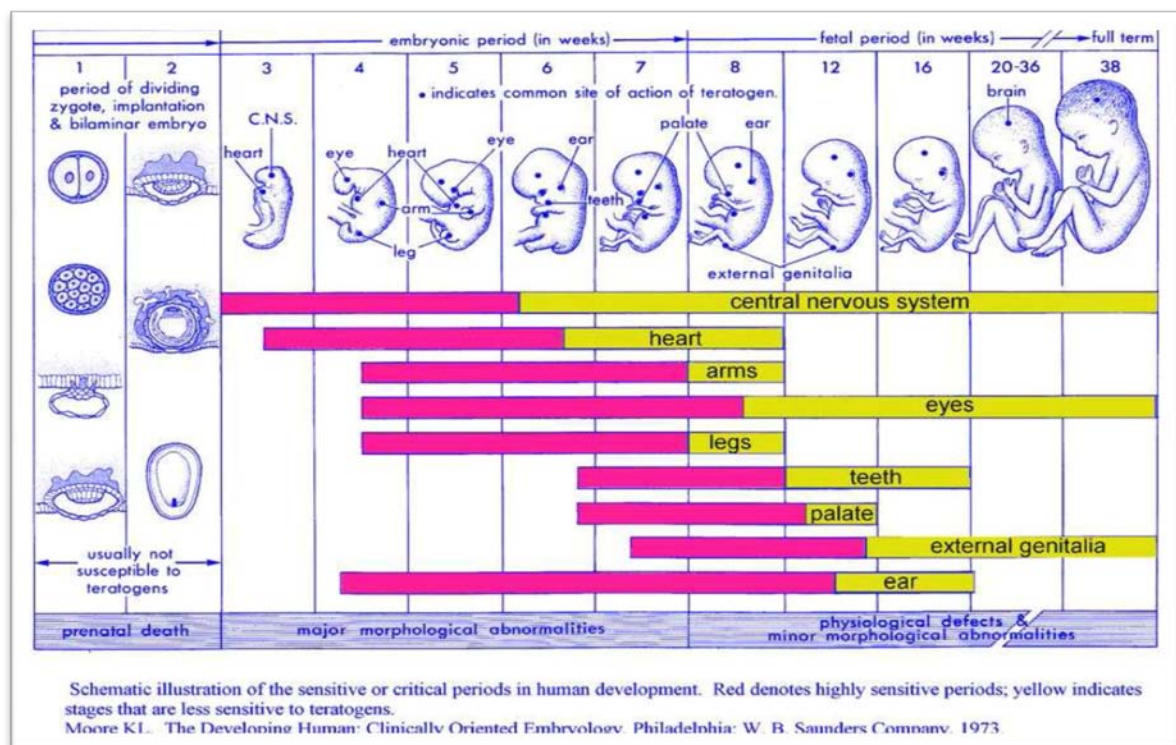 embryonic period (in weeks)
fetal period (in weeks)
full term
1 2 3 4 5 6 7 8 12 16 20-36 38
period of dividing
zygote, implantation
& bilaminar embryo
• indicates common site of action of teratogen.
C.N.S.
heart
eye
heart
eye
arm
leg
ear
teeth
palate
ear
external genitalia
brain
central nervous system
heart
arms
eyes
legs
teeth
palate
external genitalia
ear
usually not
susceptible to
teratogens
prenatal death
major morphological abnormalities
physiological defects &
minor morphological abnormalities
Schematic illustration of the sensitive or critical periods in human development. Red denotes highly sensitive periods; yellow indicates
stages that are less sensitive to teratogens.
Moore KL. The Developing Human: Clinically Oriented Embryology. Philadelphia: W. B. Saunders Company, 1973.